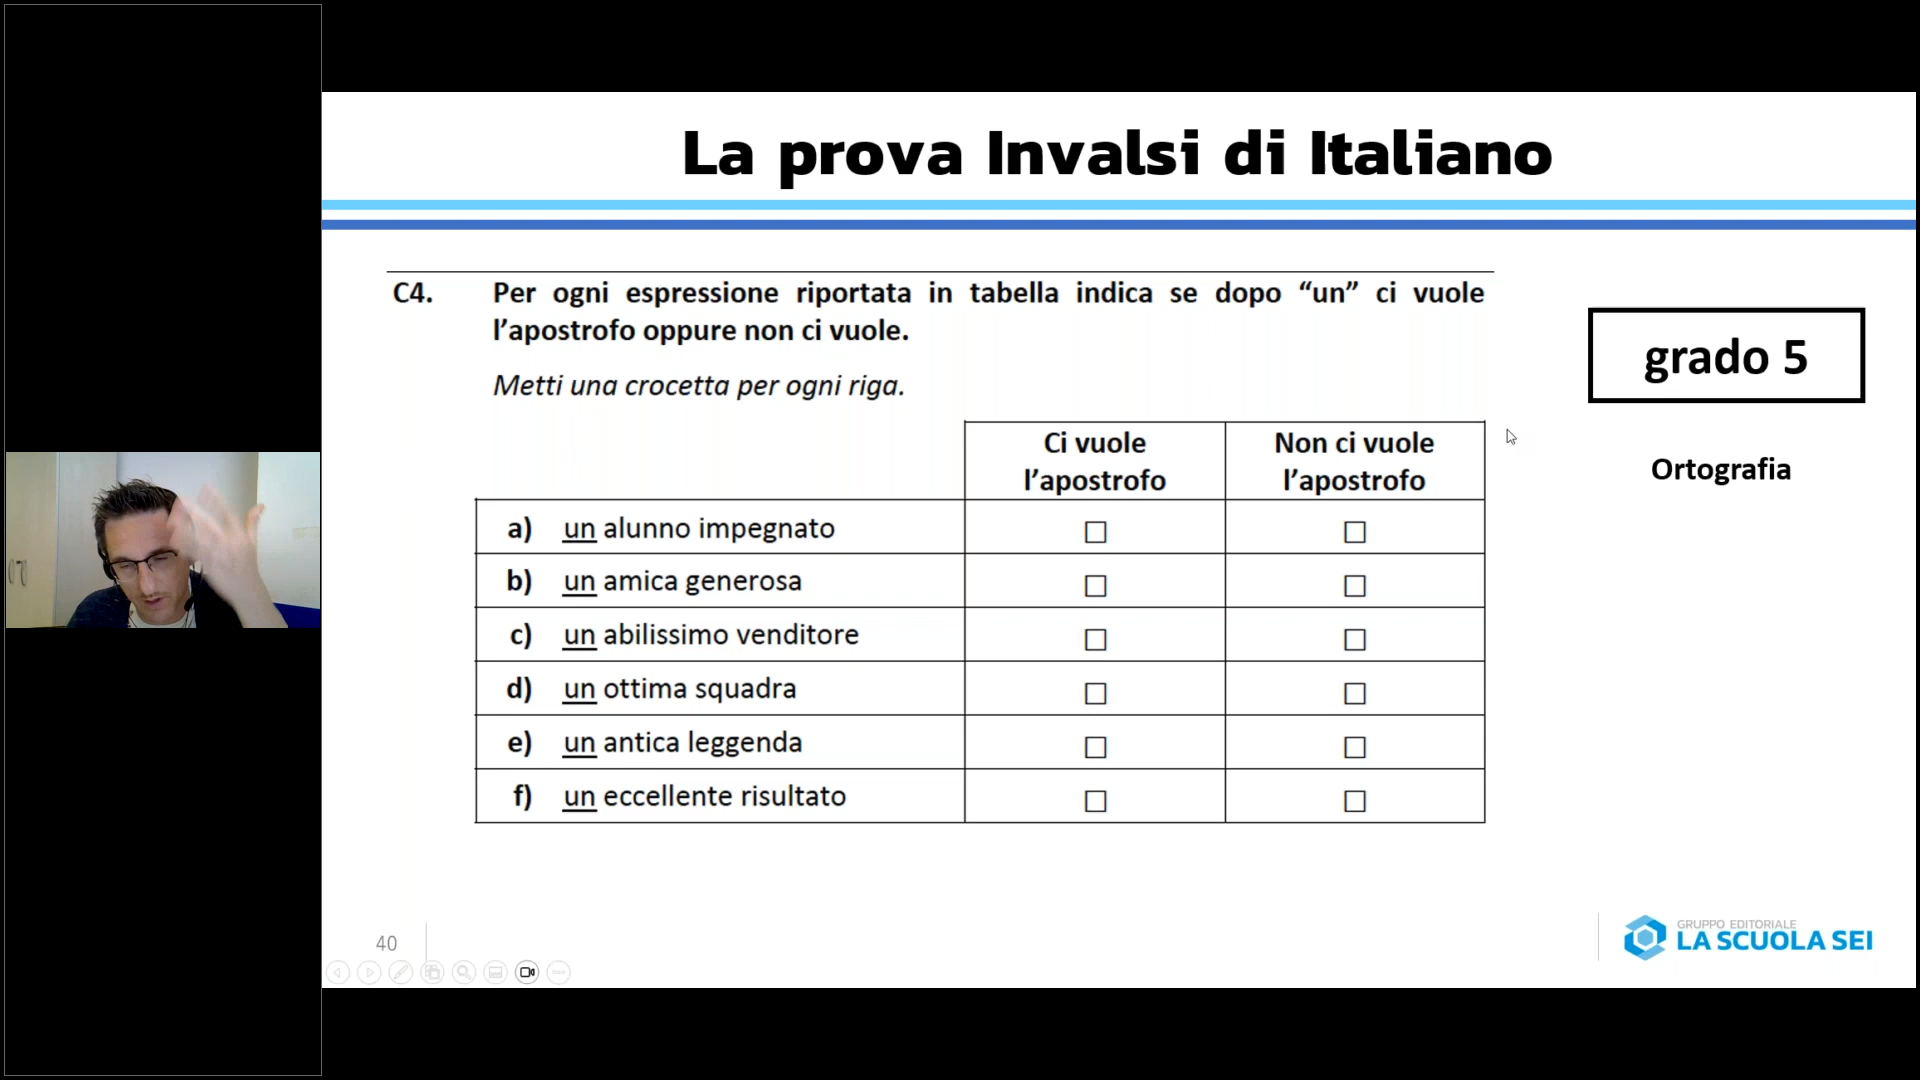 La prova Invalsi di Italiano
C4. Per ogni espressione riportata in tabella indica se dopo “un” ci vuole
l’apostrofo oppure non ci vuole.
Metti una crocetta per ogni riga.
Ci vuole
l’apostrofo
Non ci vuole
l’apostrofo
a) un alunno impegnato
b) un amica generosa
c) un abilissimo venditore
d) un ottima squadra
e) un antica leggenda
f) un eccellente risultato
grado 5
Ortografia
40
GRUPPO EDITORIALE
LA SCUOLA SEI